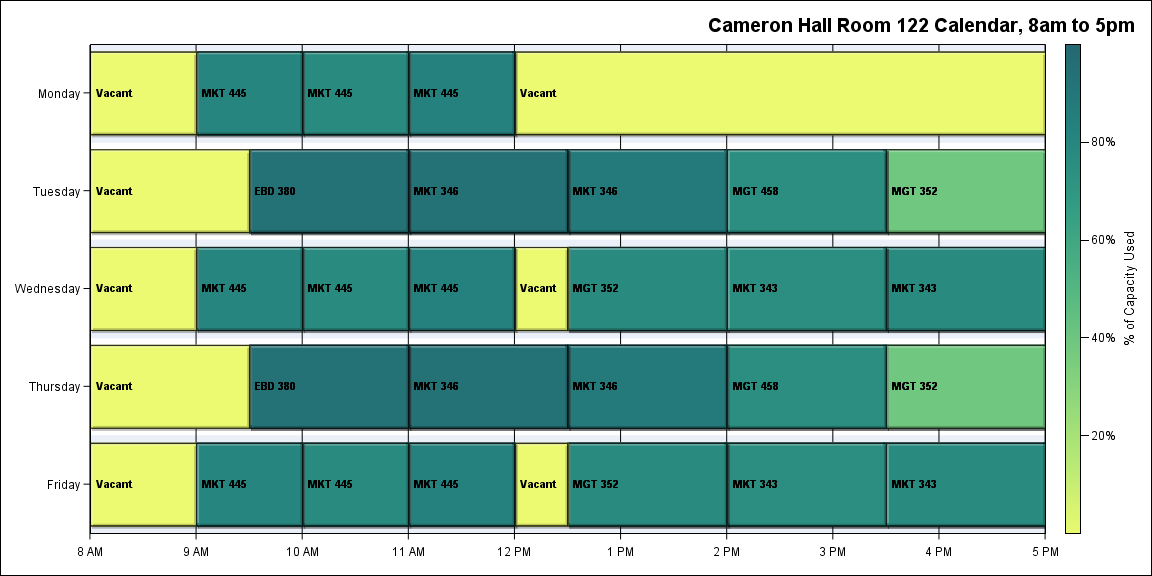 Cameron Hall Room 122 Calendar, 8am to 5pm
Monday
Vacant
MKT 445
MKT 445
MKT 445
Vacant
Tuesday
Vacant
EBD 380
MKT 346
MKT 346
MGT 458
MGT 352
Wednesday
Vacant
MKT 445
MKT 445
MKT 445
Vacant
MGT 352
MKT 343
MKT 343
Thursday
Vacant
EBD 380
MKT 346
MKT 346
MGT 458
MGT 352
Friday
Vacant
MKT 445
MKT 445
MKT 445
Vacant
MGT 352
MKT 343
MKT 343
8 AM
9 AM
10 AM
11 AM
12 PM
1 PM
2 PM
3 PM
4 PM
5 PM
80%
60%
40%
20%
% of Capacity Used